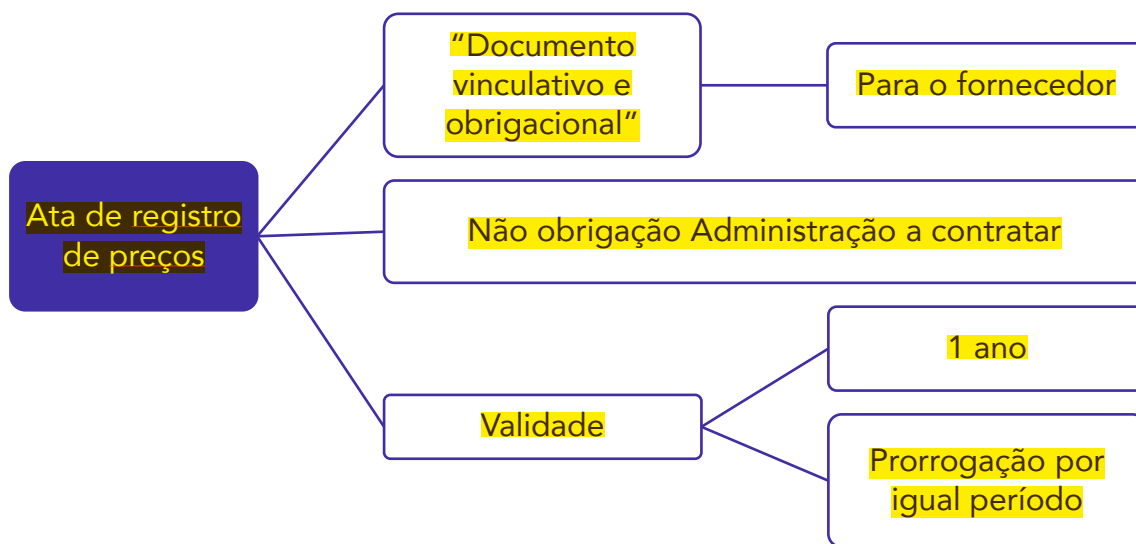 “Documento
vinculativo e
obrigacional”
Para o fornecedor
Ata de registro
de preços
Não obrigação Administração a contratar
Validade
1 ano
Prorrogação por
igual período